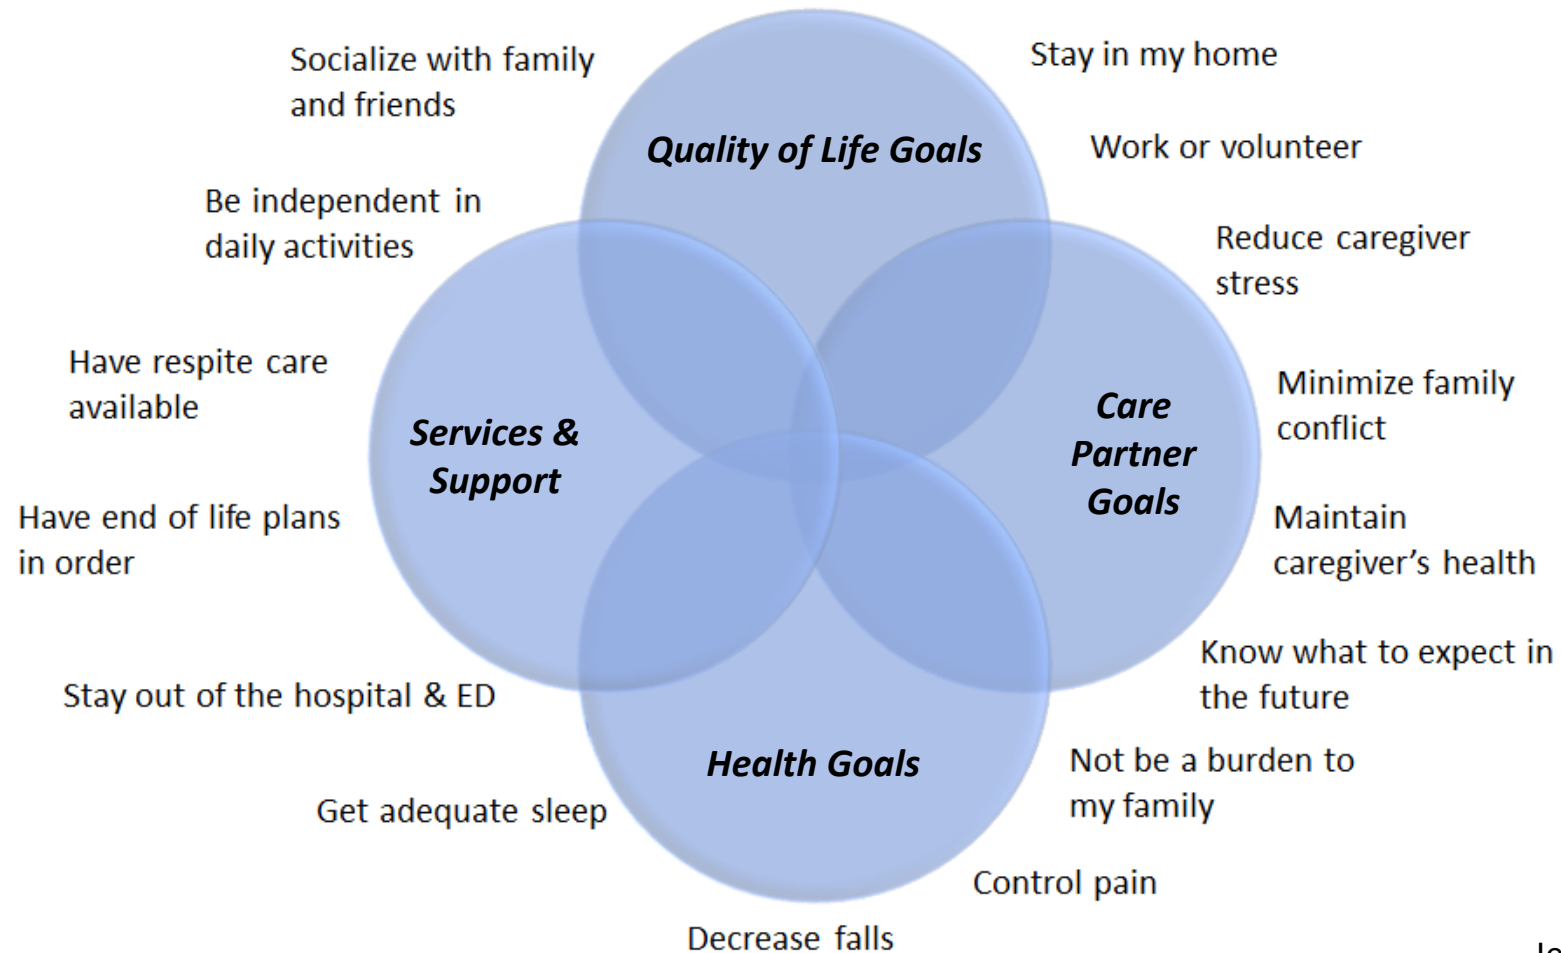 Socialize with family
and friends
Stay in my home
Quality of Life Goals
Work or volunteer
Be independent in
daily activities
Reduce caregiver
stress
Have respite care
available
Minimize family
conflict
Services &
Support
Care
Partner
Goals
Have end of life plans
in order
Maintain
caregiver’s health
Know what to expect in
the future
Stay out of the hospital & ED
Health Goals
Not be a burden to
my family
Get adequate sleep
Control pain
Decrease falls